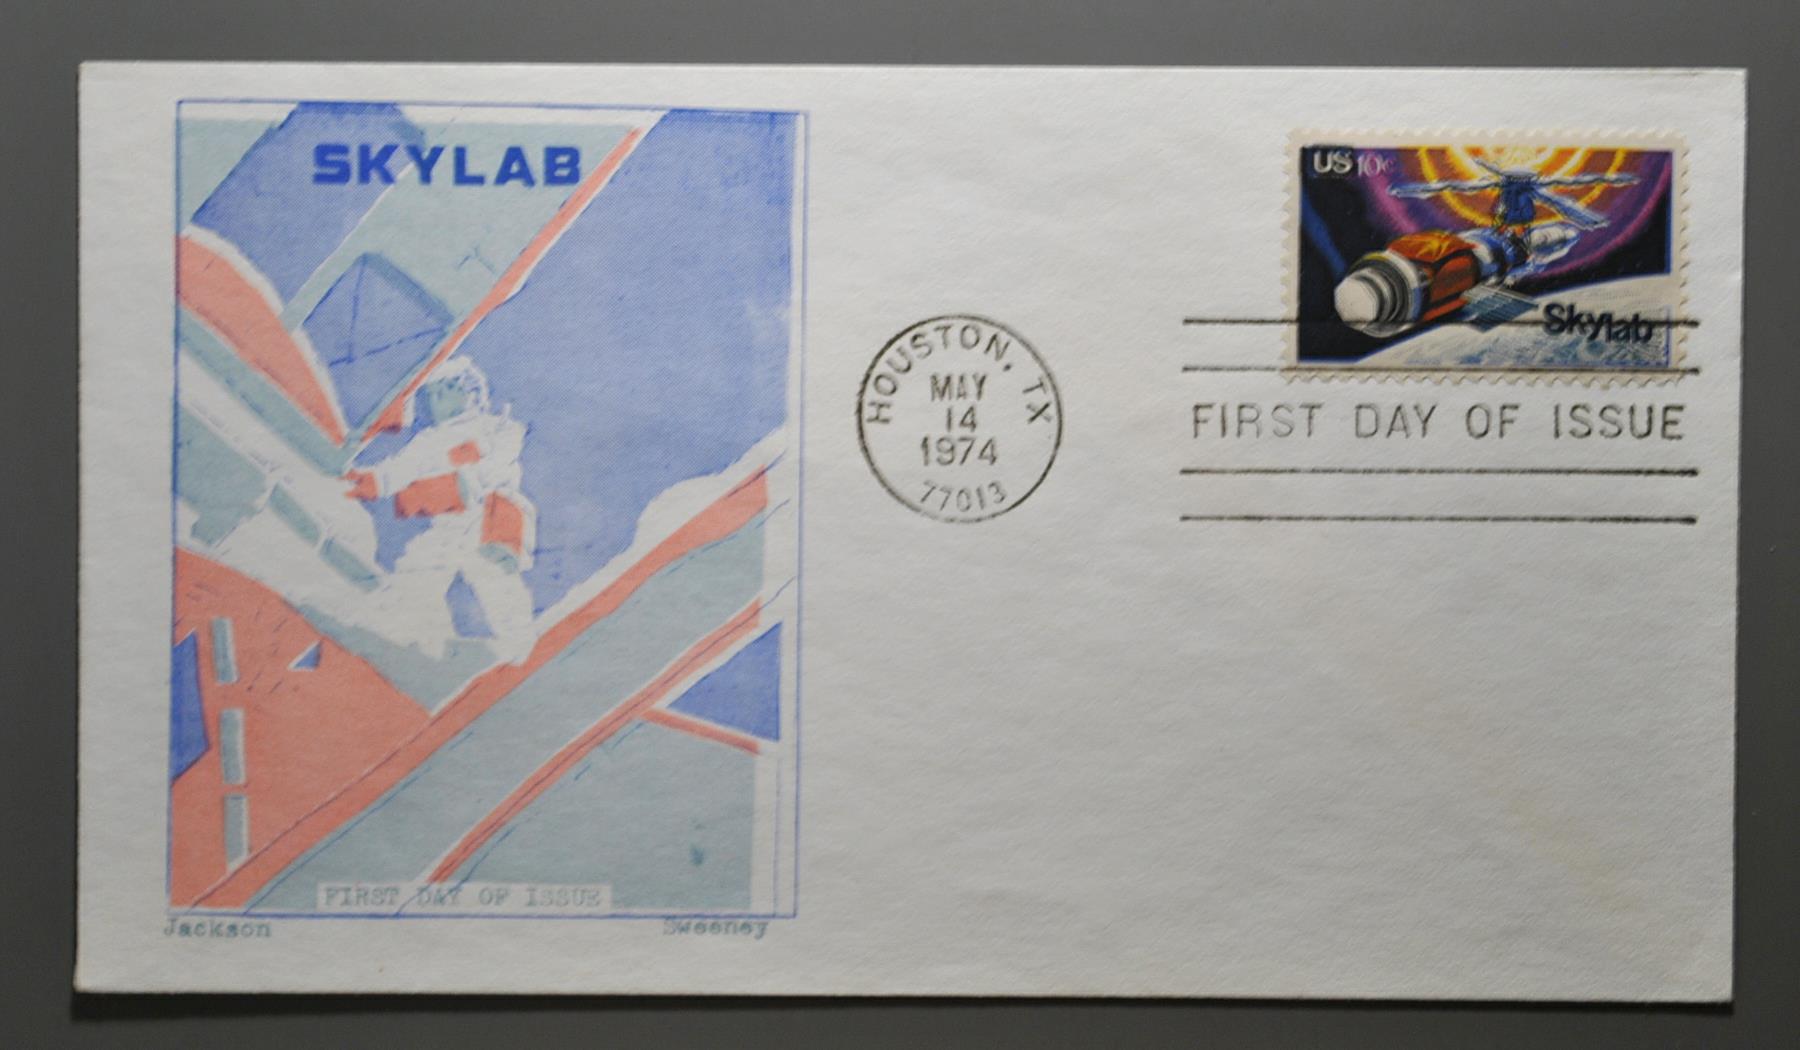 SKYLAB
FIRST DAY OF ISSUE
Jackson Sweeney
HOUSTON, TX
MAY
14
1974
77013
US 10c
Skylab
FIRST DAY OF ISSUE